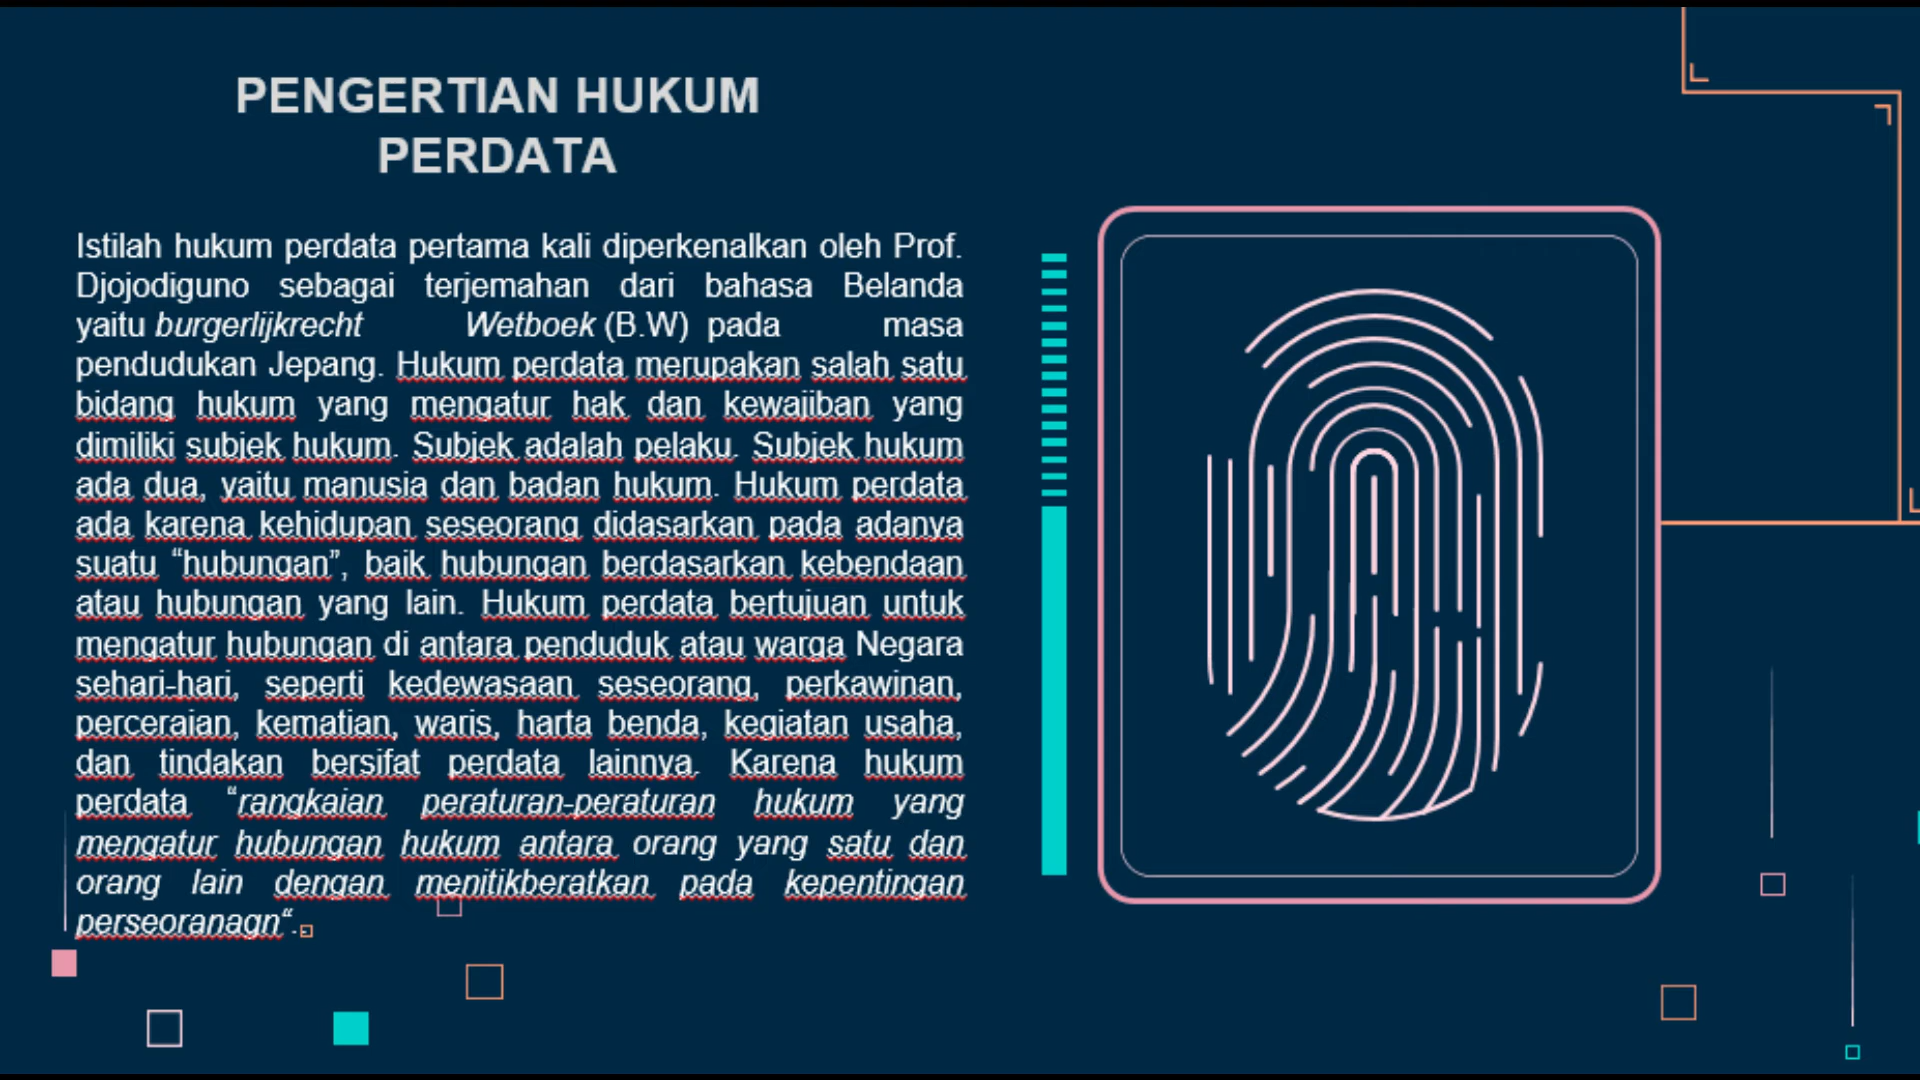 PENGERTIAN HUKUM
PERDATA
Istilah hukum perdata pertama kali diperkenalkan oleh Prof.
Djojodiguno sebagai terjemahan dari bahasa Belanda
yaitu burgerlijkrecht Wetboek (B.W) pada masa
pendudukan Jepang. Hukum perdata merupakan salah satu
bidang hukum yang mengatur hak dan kewajiban yang
dimiliki subjek hukum. Subjek adalah pelaku. Subjek hukum
ada dua, yaitu manusia dan badan hukum. Hukum perdata
ada karena kehidupan seseorang didasarkan pada adanya
suatu “hubungan”, baik hubungan berdasarkan kebendaan
atau hubungan yang lain. Hukum perdata bertujuan untuk
mengatur hubungan di antara penduduk atau warga Negara
sehari-hari, seperti kedewasaan seseorang, perkawinan,
perceraian, kematian, waris, harta benda, kegiatan usaha,
dan tindakan bersifat perdata lainnya. Karena hukum
perdata “rangkaian peraturan-peraturan hukum yang
mengatur hubungan hukum antara orang yang satu dan
orang lain dengan menitikberatkan pada kepentingan
perseoranagn“.